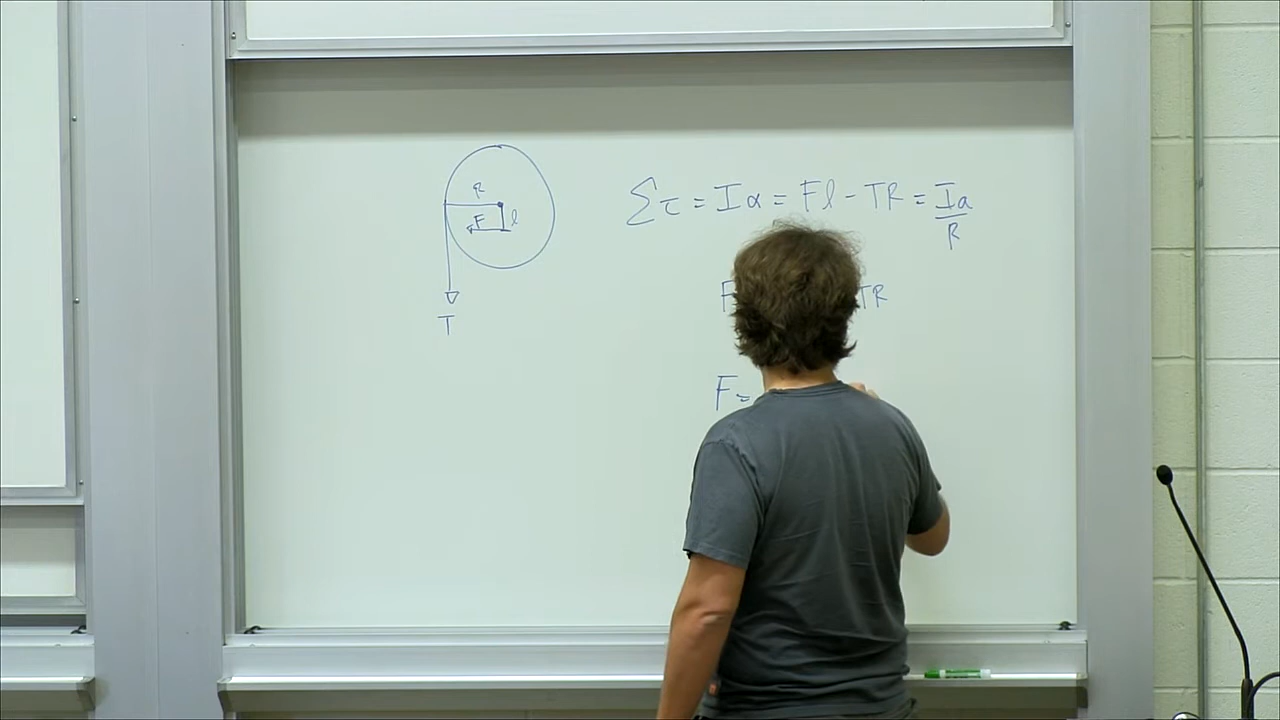 R
F l
T
Στ = Iα = Fl - TR = Ia/R
F TR
F =